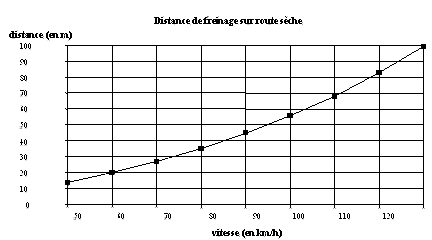 Distance de freinage sur route sèche
distance (en m)
100
90
80
70
60
50
40
30
20
10
0
50 60 70 80 90 100 110 120
vitesse (en km/h)